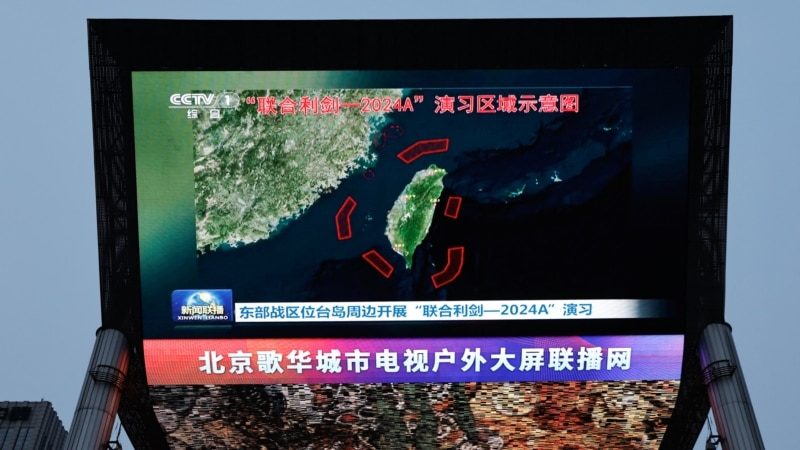 CCTV 1
综合
“联合利剑—2024A”演习区域示意图
新闻联播
XINWEN LIANBO
东部战区位台岛周边开展“联合利剑—2024A”演习
北京歌华城市电视户外大屏联播网